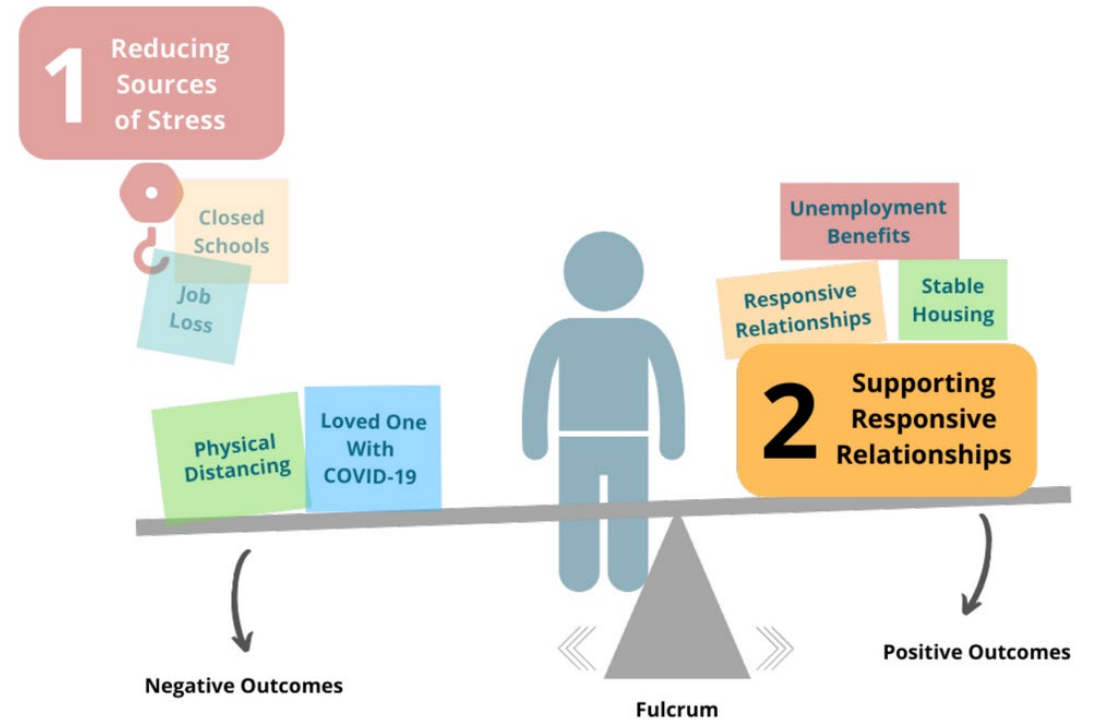 1
Reducing
Sources
of Stress
Closed
Schools
Job
Loss
Physical
Distancing
Loved One
With
COVID-19
Unemployment
Benefits
Responsive
Relationships
Stable
Housing
2
Supporting
Responsive
Relationships
Negative Outcomes
Fulcrum
Positive Outcomes